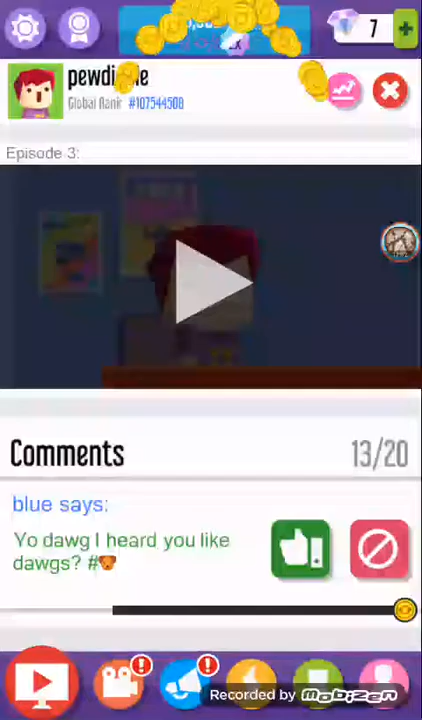 7
Global Rank #107544508
Episode 3:
Comments 13/20
blue says:
Yo dawg I heard you like
dawgs? #
Recorded by mobizen